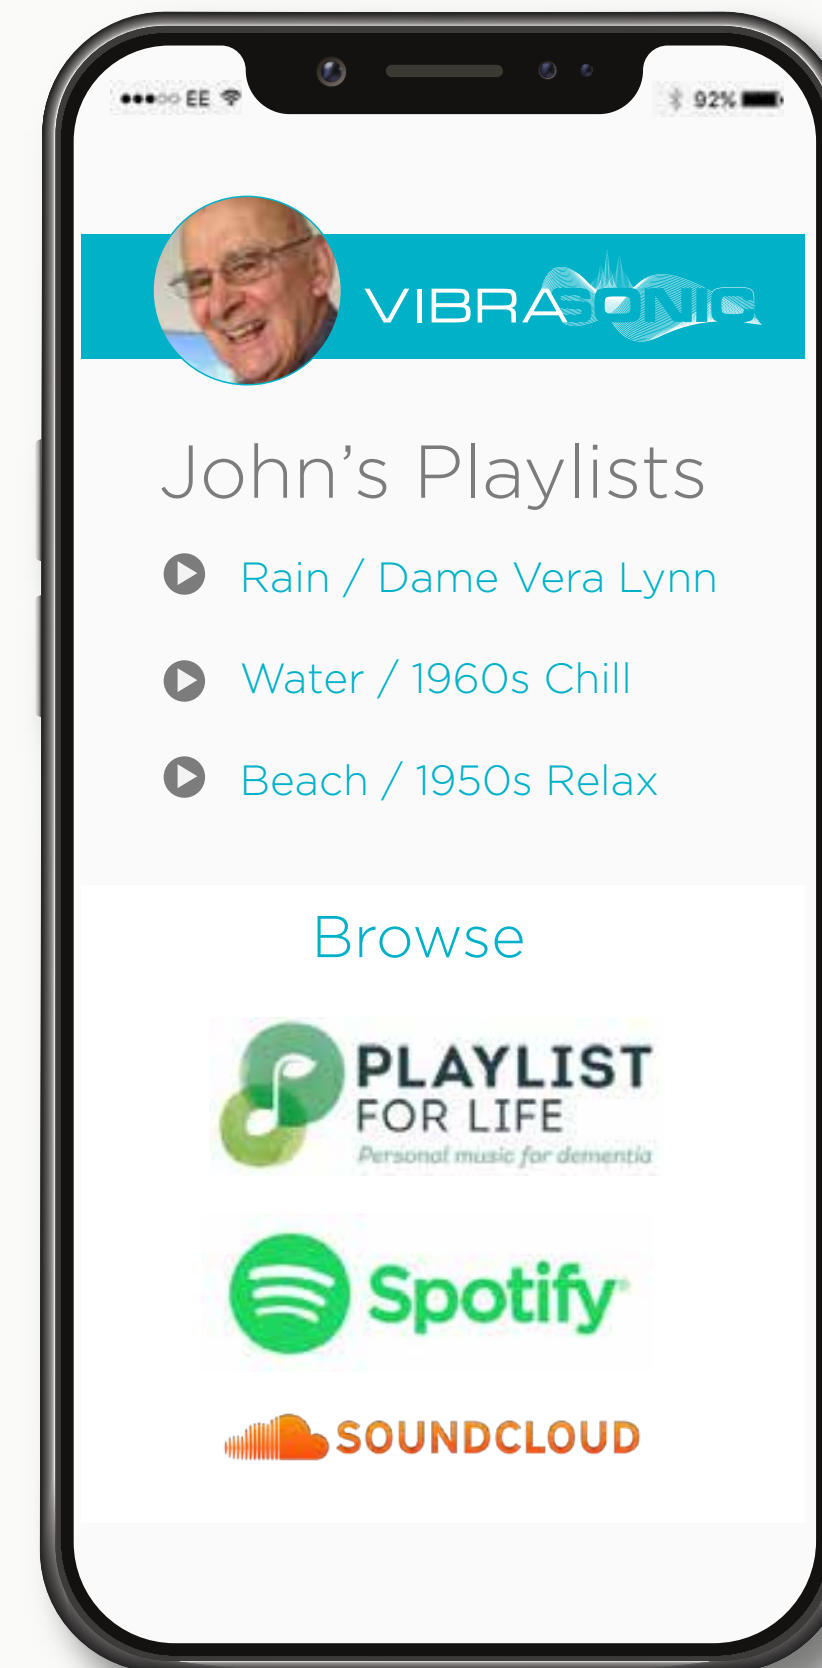 EE 92%
VIBRASONIC
John's Playlists
Rain / Dame Vera Lynn
Water / 1960s Chill
Beach / 1950s Relax
Browse
PLAYLIST
FOR LIFE
Personal music for dementia
Spotify®
SOUNDCLOUD